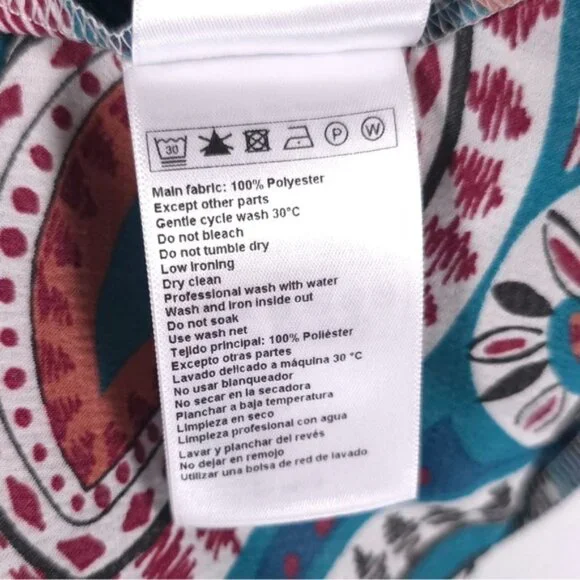 30 P W
Main fabric: 100% Polyester
Except other parts
Gentle cycle wash 30°C
Do not bleach
Do not tumble dry
Low ironing
Dry clean
Professional wash with water
Wash and iron inside out
Do not soak
Use wash net
Tejido principal: 100% Poliéster
Excepto otras partes
Lavado delicado a máquina 30 °C
No usar blanqueador
No secar en la secadora
Planchar a baja temperatura
Limpieza en seco
Limpieza profesional con agua
Lavar y planchar del revés
No dejar en remojo
Utilizar una bolsa de red de lavado